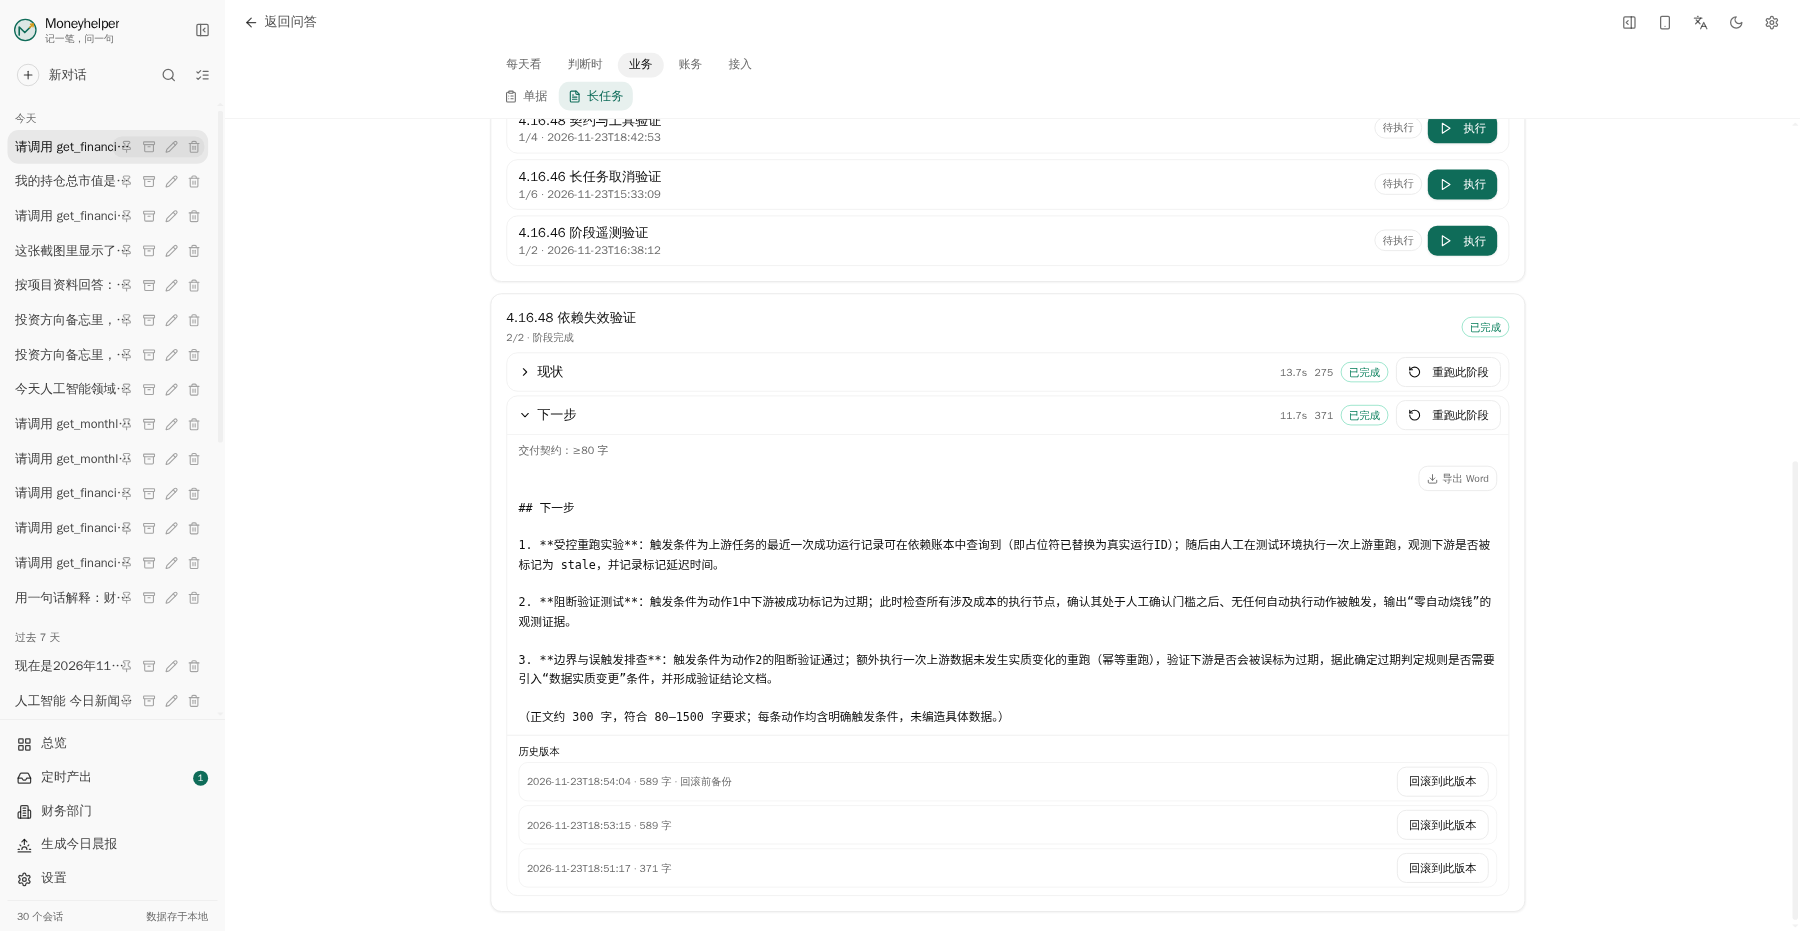 Moneyhelper
记一笔，问一句
新对话
今天
请调用 get_financi···
我的持仓总市值是···
请调用 get_financi···
这张截图里显示了···
按项目资料回答：···
投资方向备忘里，···
投资方向备忘里，···
今天人工智能领域···
请调用 get_monthl···
请调用 get_monthl···
请调用 get_financi···
请调用 get_financi···
请调用 get_financi···
用一句话解释：财···
过去 7 天
现在是2026年11···
人工智能 今日新闻···
总览
定时产出
1
财务部门
生成今日晨报
设置
30 个会话
数据存于本地
返回问答
每天看
判断时
业务
账务
接入
单据
长任务
4.16.48 契约与工具验证
1/4 · 2026-11-23T18:42:53
待执行
执行
4.16.46 长任务取消验证
1/6 · 2026-11-23T15:33:09
待执行
执行
4.16.46 阶段遥测验证
1/2 · 2026-11-23T16:38:12
待执行
执行
4.16.48 依赖失效验证
2/2 · 阶段完成
已完成
现状
13.7s 275
已完成
重跑此阶段
下一步
11.7s 371
已完成
重跑此阶段
交付契约：≥80 字
导出 Word
## 下一步
1. **受控重跑实验**：触发条件为上游任务的最近一次成功运行记录可在依赖账本中查询到（即占位符已替换为真实运行ID）；随后由人工在测试环境执行一次上游重跑，观测下游是否被
标记为 stale，并记录标记延迟时间。
2. **阻断验证测试**：触发条件为动作1中下游被成功标记为过期；此时检查所有涉及成本的执行节点，确认其处于人工确认门槛之后、无任何自动执行动作被触发，输出“零自动烧钱”的
观测证据。
3. **边界与误触发排查**：触发条件为动作2的阻断验证通过；额外执行一次上游数据未发生实质变化的重跑（幂等重跑），验证下游是否会被误标为过期，据此确定过期判定规则是否需要
引入“数据实质变更”条件，并形成验证结论文档。
（正文约 300 字，符合 80–1500 字要求；每条动作均含明确触发条件，未编造具体数据。）
历史版本
2026-11-23T18:54:04 · 589 字 · 回滚前备份
回滚到此版本
2026-11-23T18:53:15 · 589 字
回滚到此版本
2026-11-23T18:51:17 · 371 字
回滚到此版本